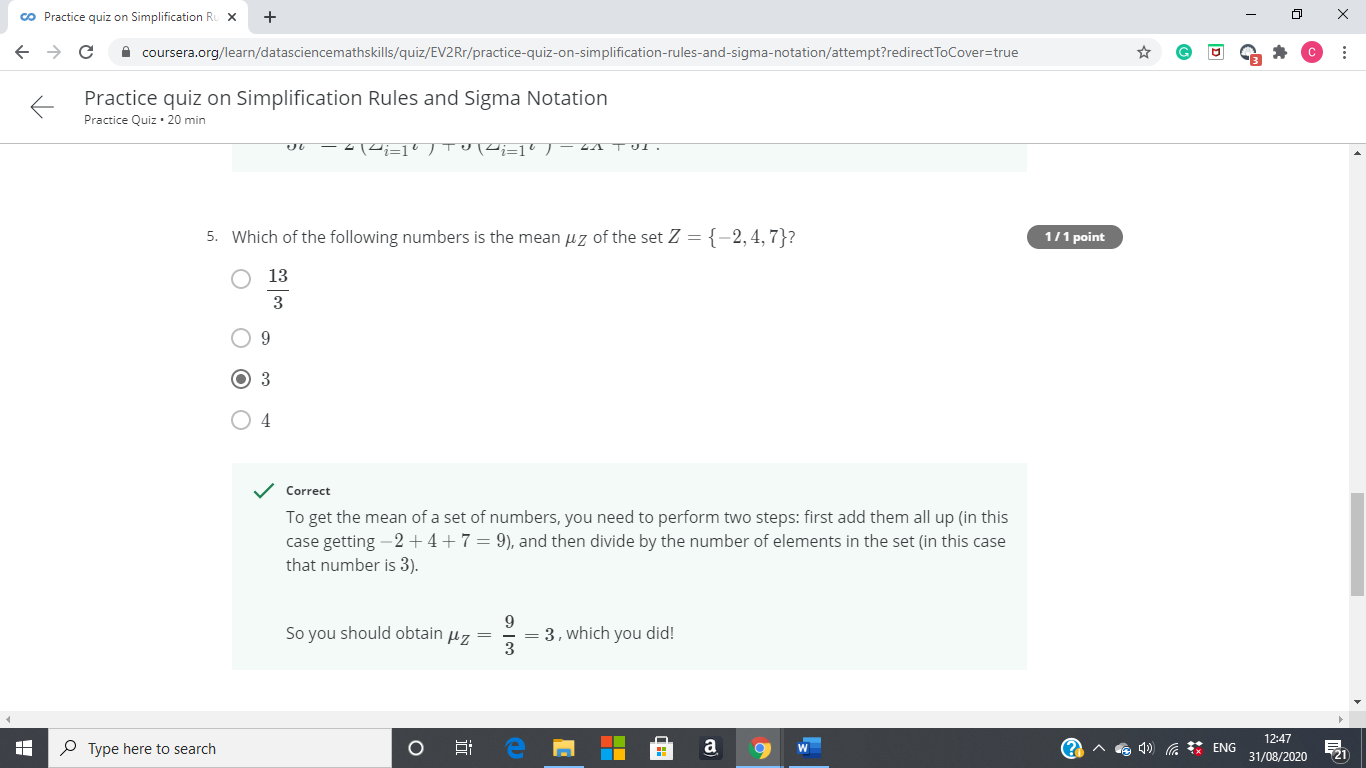 Practice quiz on Simplification Ru
coursera.org/learn/datasciencemathskills/quiz/EV2Rr/practice-quiz-on-simplification-rules-and-sigma-notation/attempt?redirectToCover=true
G
3
C
Practice quiz on Simplification Rules and Sigma Notation
Practice Quiz • 20 min
5. Which of the following numbers is the mean μ_Z of the set Z = {−2, 4, 7}?
1 / 1 point
13
3
9
3
4
Correct
To get the mean of a set of numbers, you need to perform two steps: first add them all up (in this
case getting −2 + 4 + 7 = 9), and then divide by the number of elements in the set (in this case
that number is 3).
So you should obtain μ_Z = 9/3 = 3, which you did!
Type here to search
ENG
12:47
31/08/2020
21